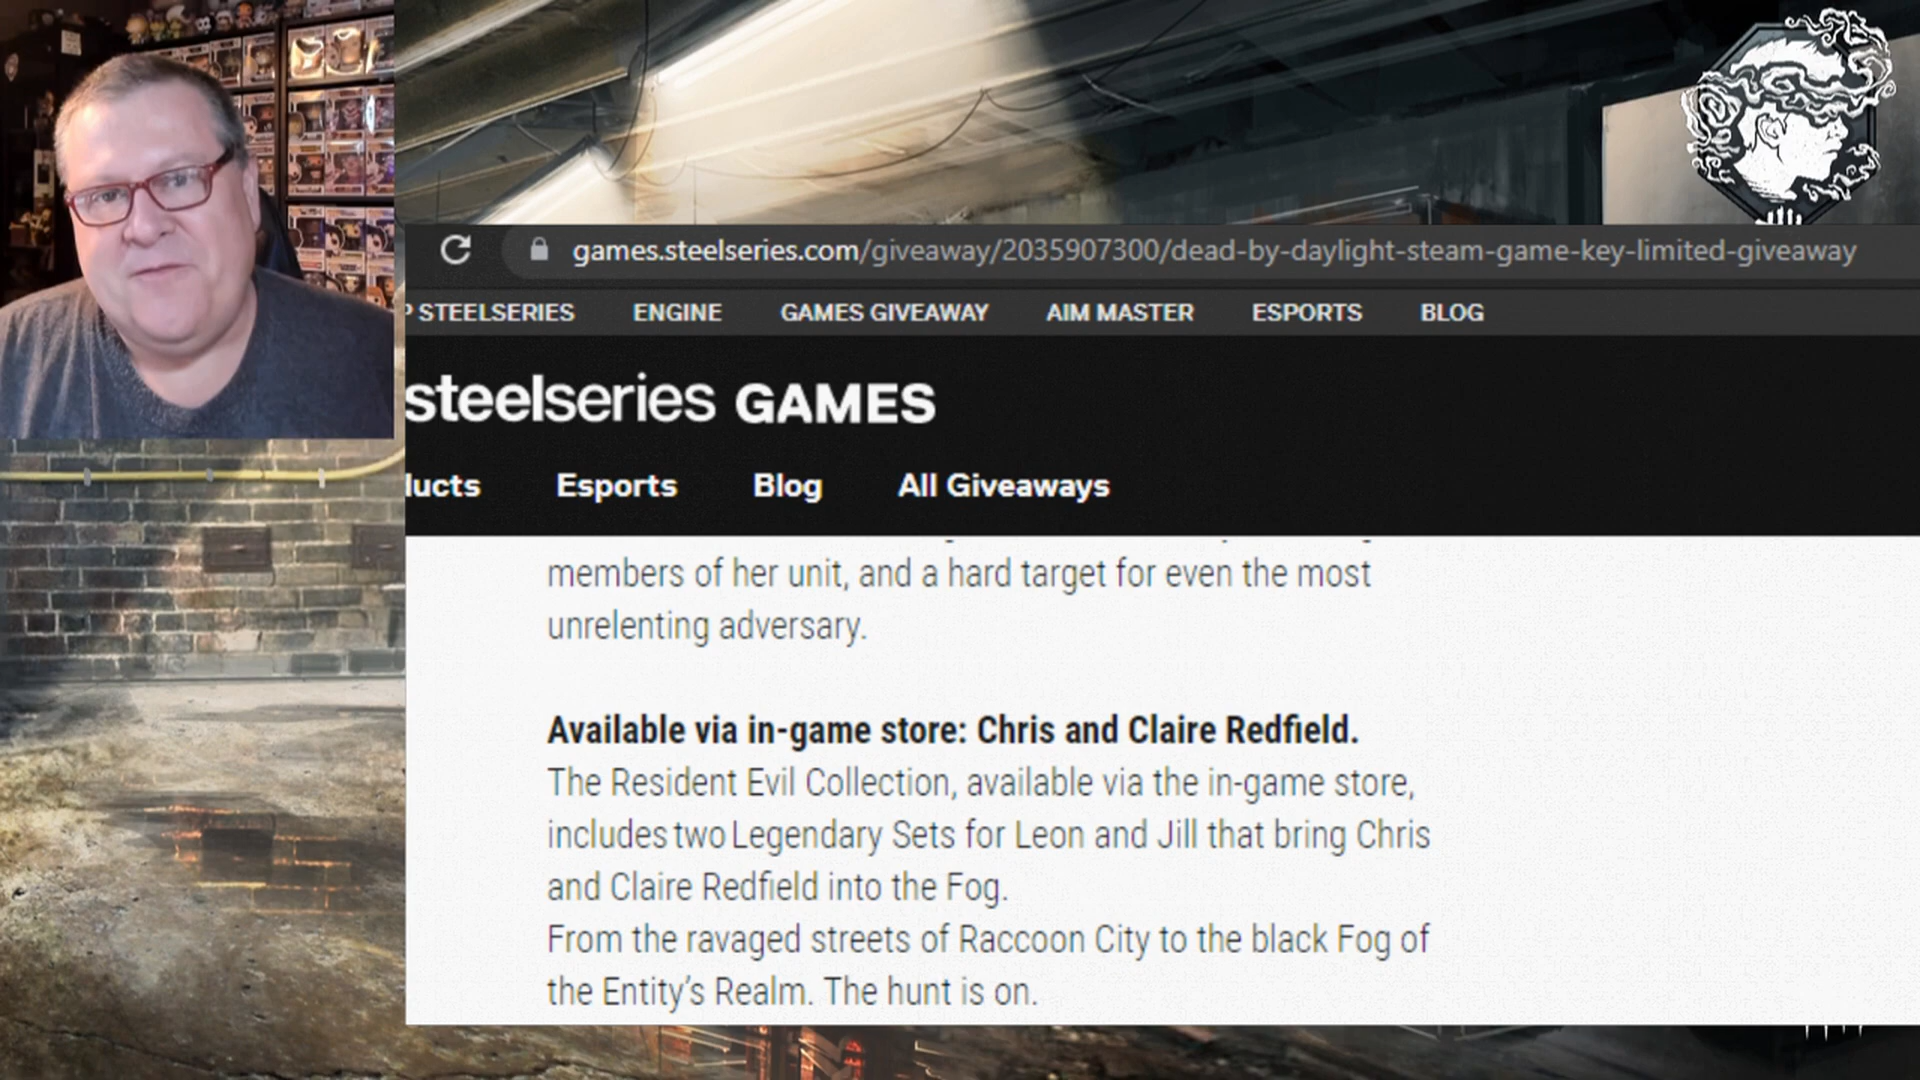 games.steelseries.com/giveaway/2035907300/dead-by-daylight-steam-game-key-limited-giveaway
STEELSERIES ENGINE GAMES GIVEAWAY AIM MASTER ESPORTS BLOG
steelseries GAMES
lucts Esports Blog All Giveaways
members of her unit, and a hard target for even the most
unrelenting adversary.
Available via in-game store: Chris and Claire Redfield.
The Resident Evil Collection, available via the in-game store,
includes two Legendary Sets for Leon and Jill that bring Chris
and Claire Redfield into the Fog.
From the ravaged streets of Raccoon City to the black Fog of
the Entity’s Realm. The hunt is on.